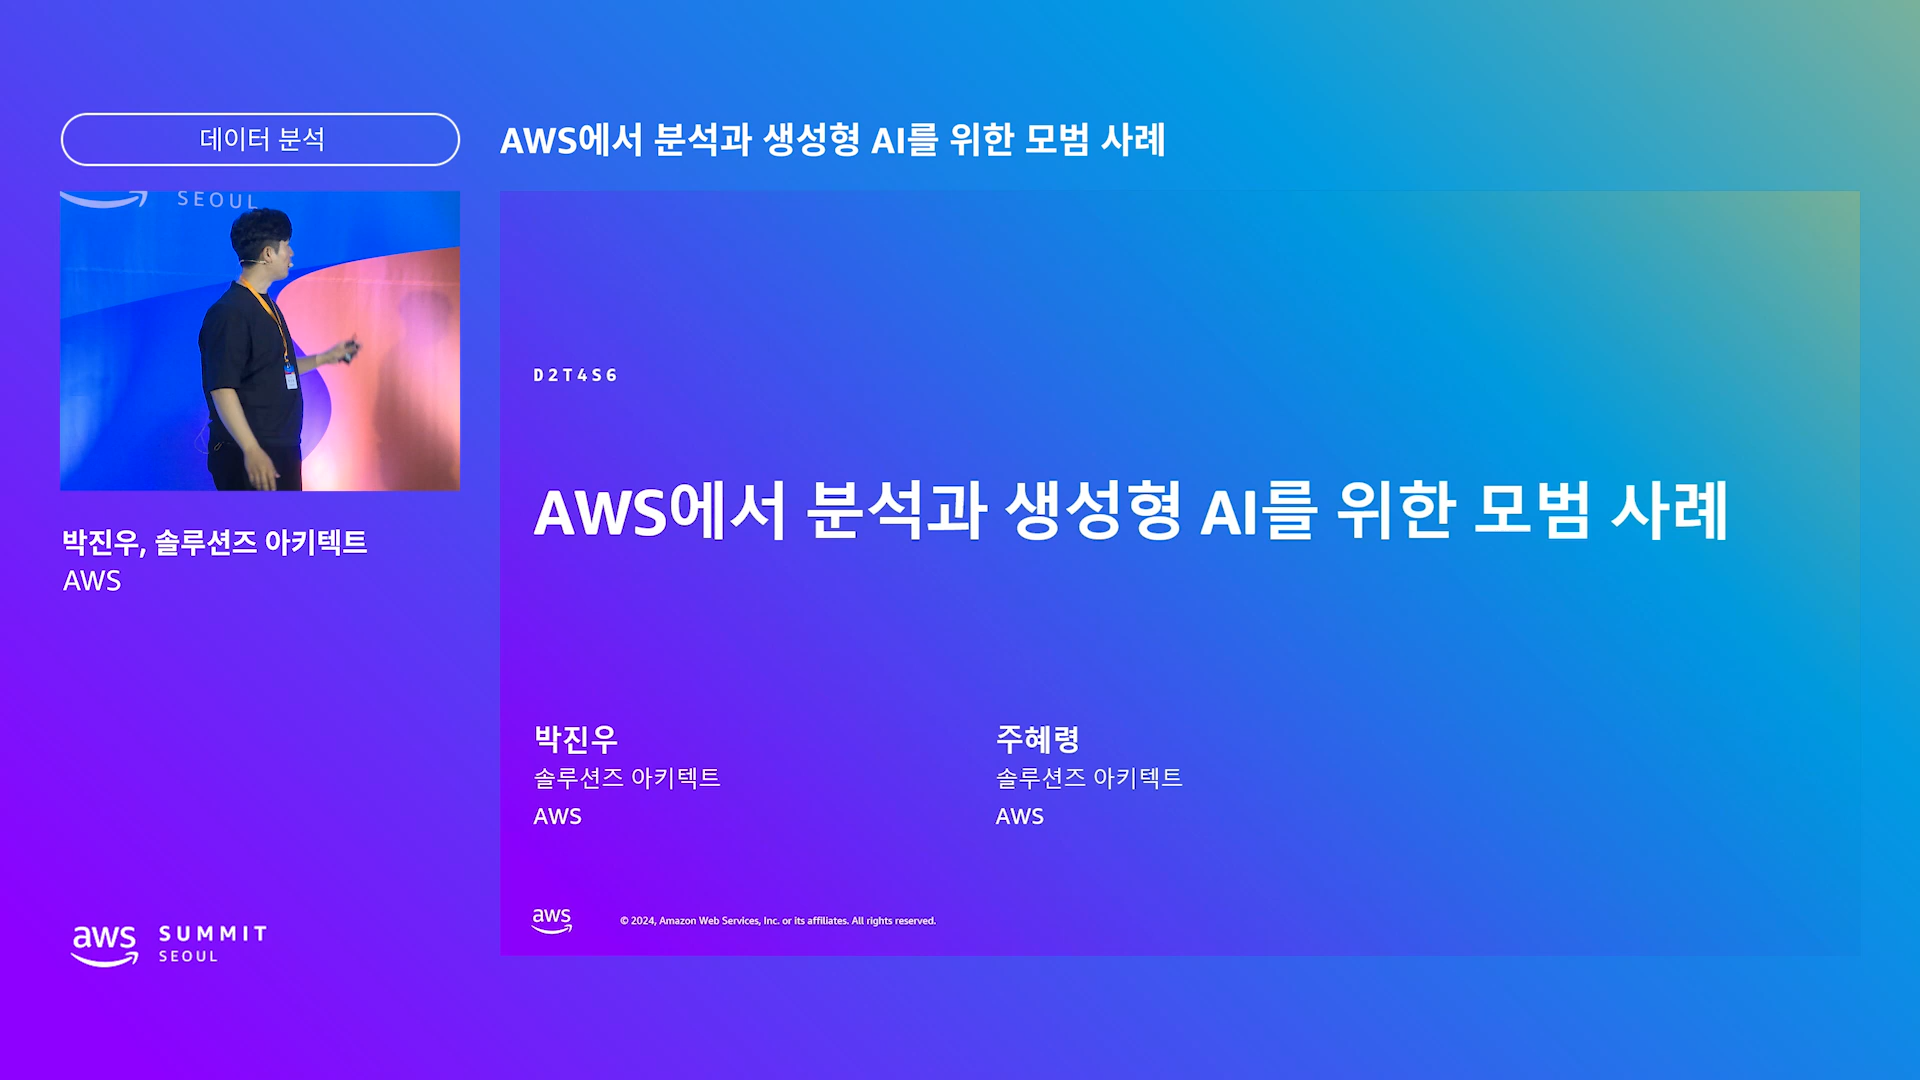 데이터 분석
AWS에서 분석과 생성형 AI를 위한 모범 사례
SEOUL
박진우, 솔루션즈 아키텍트
AWS
D2T4S6
AWS에서 분석과 생성형 AI를 위한 모범 사례
박진우
솔루션즈 아키텍트
AWS
주혜령
솔루션즈 아키텍트
AWS
aws
© 2024, Amazon Web Services, Inc. or its affiliates. All rights reserved.
aws
SUMMIT
SEOUL